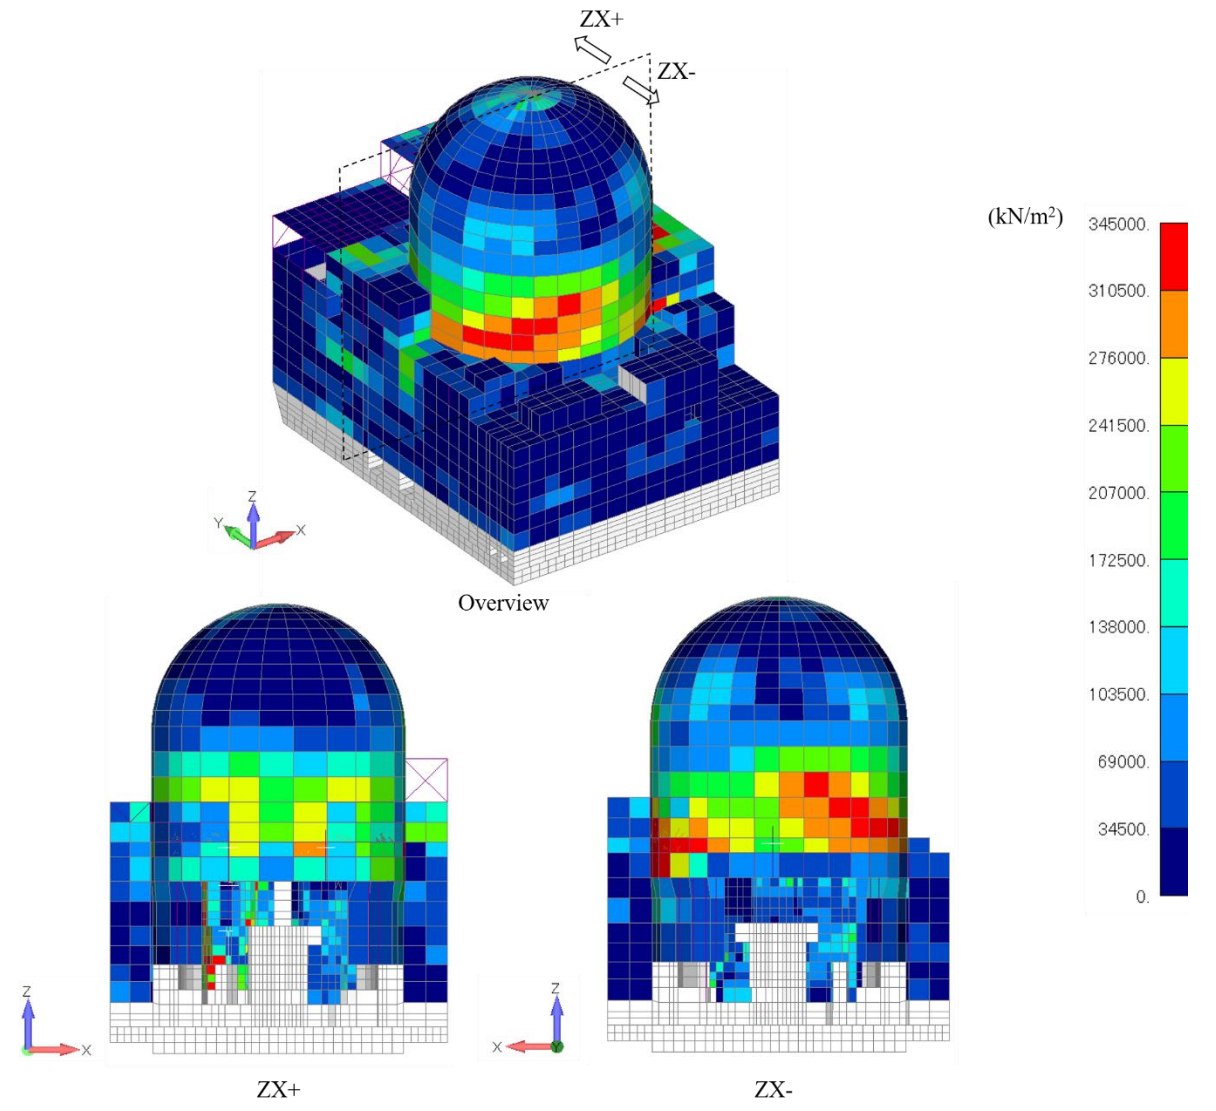 ZX+
ZX-
(kN/m²)
345000.
310500.
276000.
241500.
207000.
172500.
138000.
103500.
69000.
34500.
0.
Z
Y
X
Overview
Z
X
Z
X
Y
ZX+
ZX-